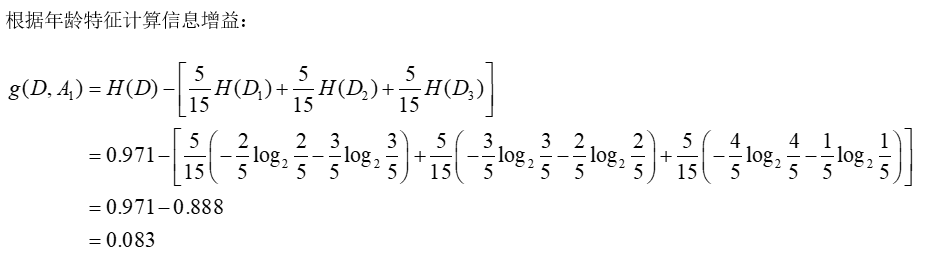 根据年龄特征计算信息增益：
g(D, A₁) = H(D) − [ 5/15 H(D₁) + 5/15 H(D₂) + 5/15 H(D₃) ]
= 0.971 − [ 5/15 ( − 2/5 log₂ 2/5 − 3/5 log₂ 3/5 ) + 5/15 ( − 3/5 log₂ 3/5 − 2/5 log₂ 2/5 ) + 5/15 ( − 4/5 log₂ 4/5 − 1/5 log₂ 1/5 ) ]
= 0.971 − 0.888
= 0.083